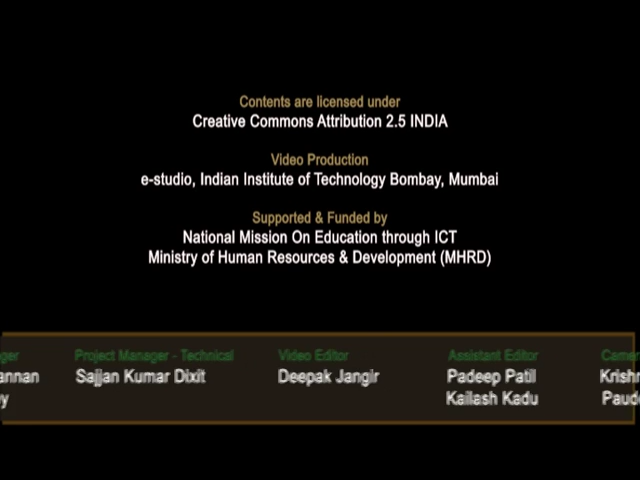 Contents are licensed under
Creative Commons Attribution 2.5 INDIA
Video Production
e-studio, Indian Institute of Technology Bombay, Mumbai
Supported & Funded by
National Mission On Education through ICT
Ministry of Human Resources & Development (MHRD)
Project Manager - Technical Video Editor Assistant Editor
Sajjan Kumar Dixit Deepak Jangir Padeep Patil
Kailash Kadu